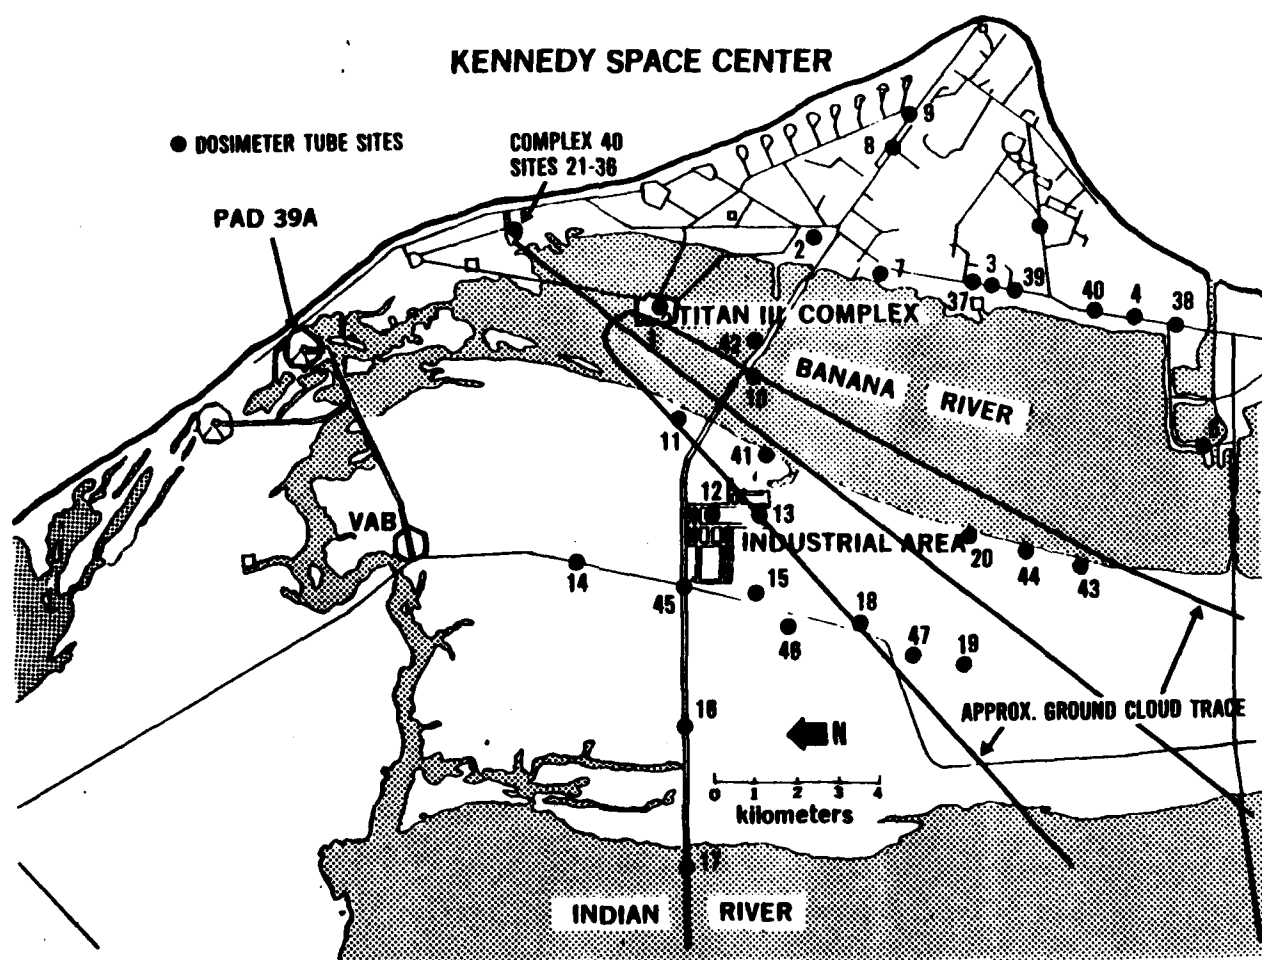 KENNEDY SPACE CENTER
DOSIMETER TUBE SITES
COMPLEX 40
SITES 21-36
PAD 39A
9
8
2
7
3
37
39
40
4
38
TITAN III COMPLEX
1
42
BANANA RIVER
10
11
41
12
13
VAB
INDUSTRIAL AREA
20
44
43
14
15
45
18
46
47
19
16
APPROX. GROUND CLOUD TRACE
N
0 1 2 3 4
kilometers
17
INDIAN RIVER